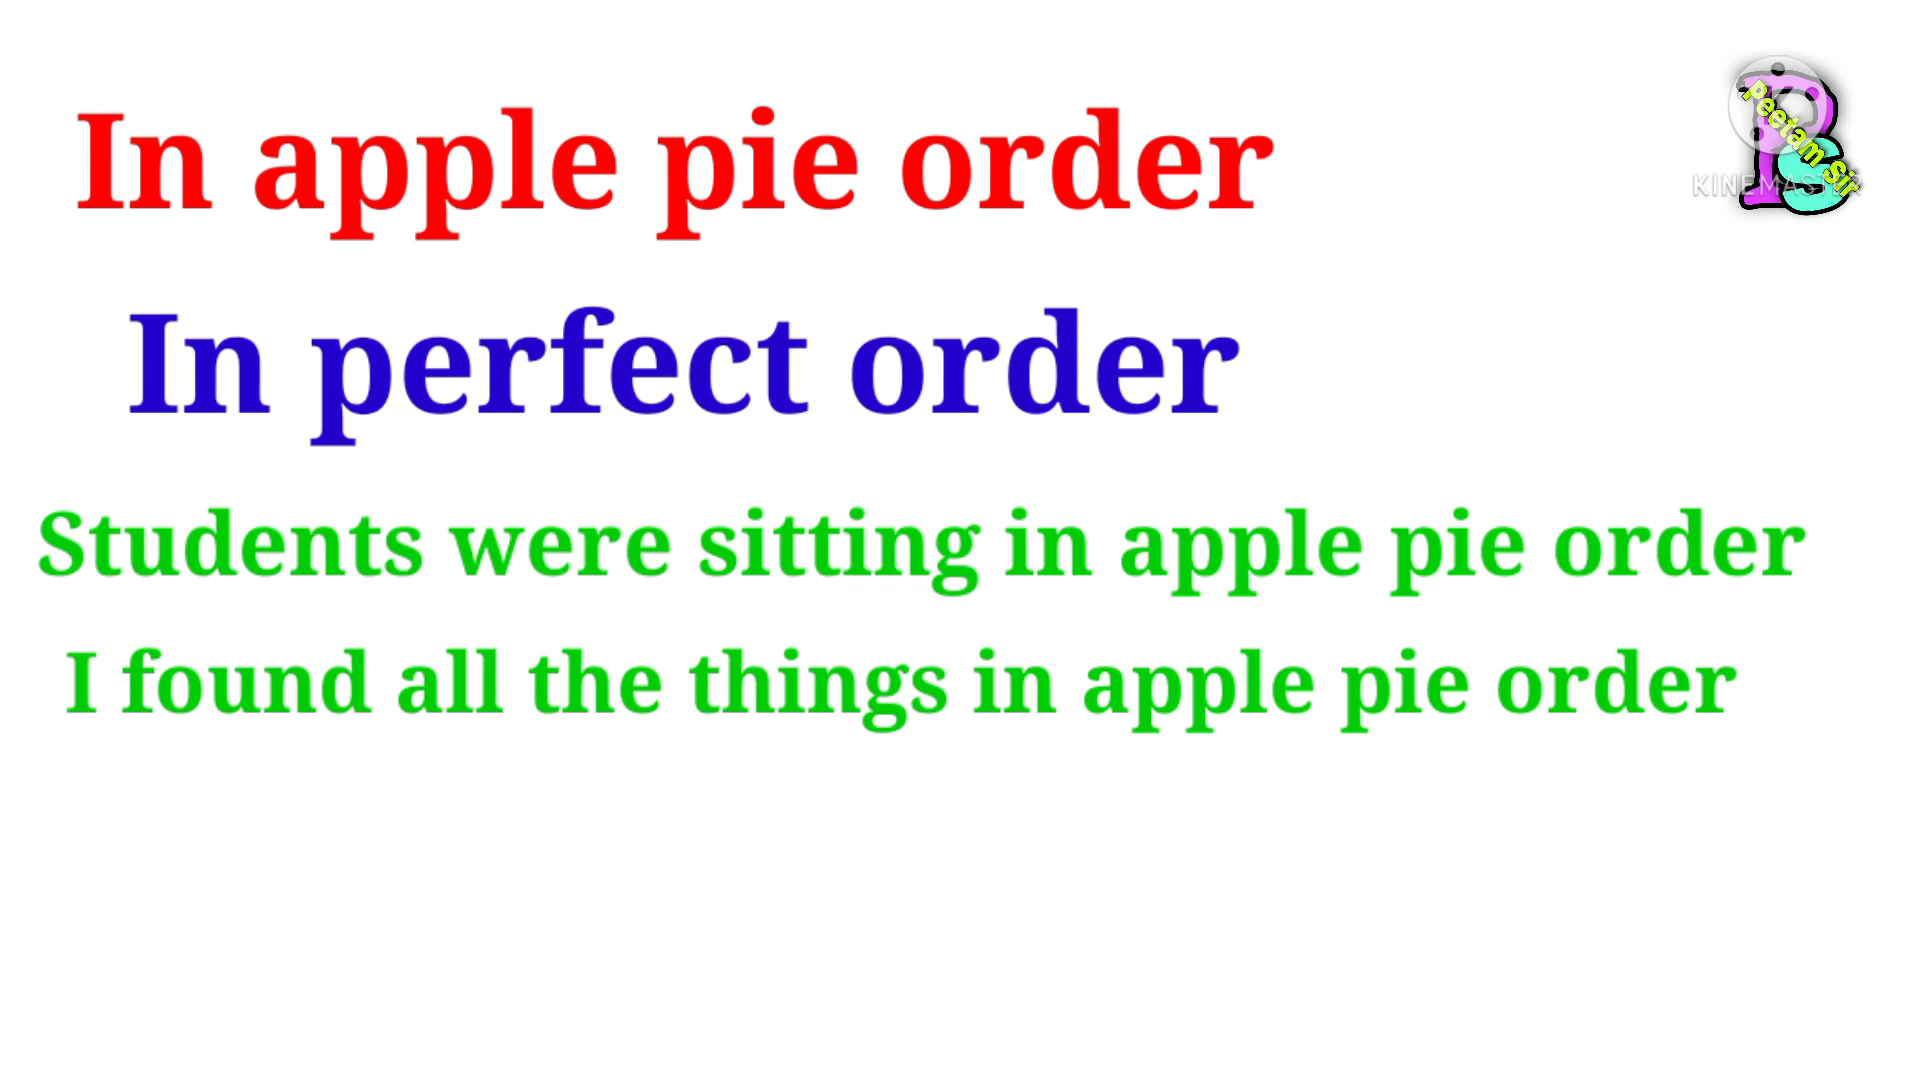 In apple pie order
In perfect order
Students were sitting in apple pie order
I found all the things in apple pie order
Peetam Sir
PS
KINEMASTER